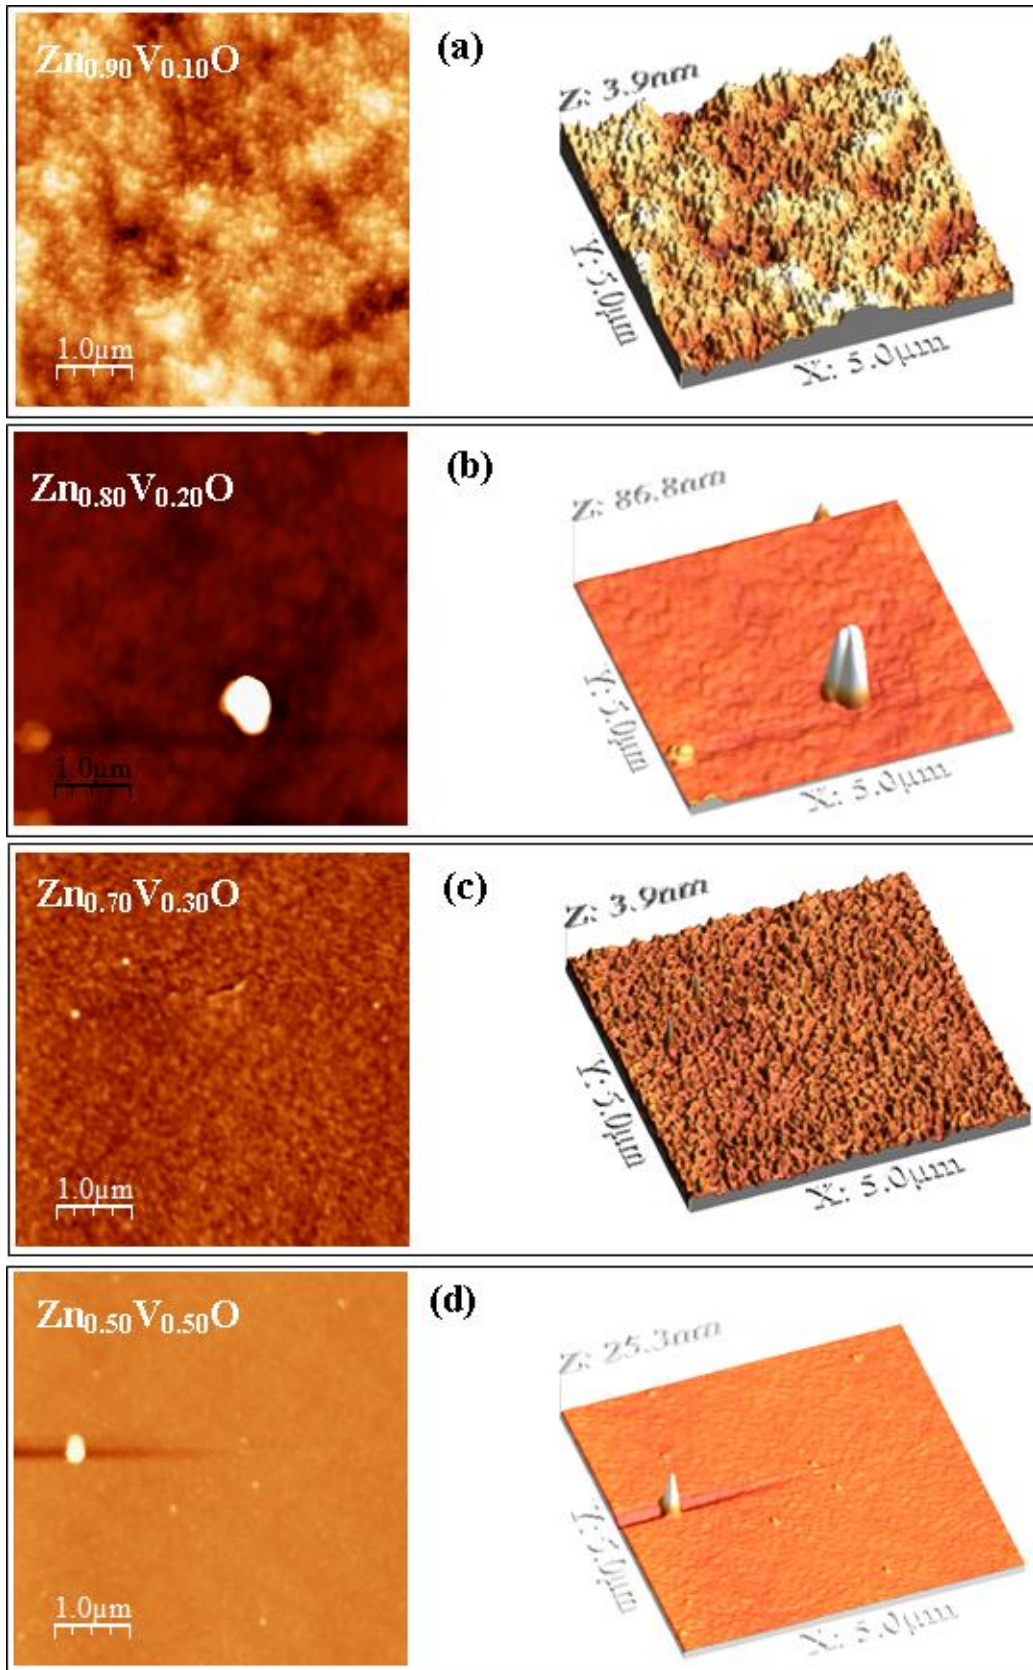 Zn0.90V0.10O
(a)
Z: 3.9nm
Y: 5.0µm
X: 5.0µm
1.0µm
Zn0.80V0.20O
(b)
Z: 86.8nm
Y: 5.0µm
X: 5.0µm
1.0µm
Zn0.70V0.30O
(c)
Z: 3.9nm
Y: 5.0µm
X: 5.0µm
1.0µm
Zn0.50V0.50O
(d)
Z: 25.3nm
Y: 5.0µm
X: 5.0µm
1.0µm